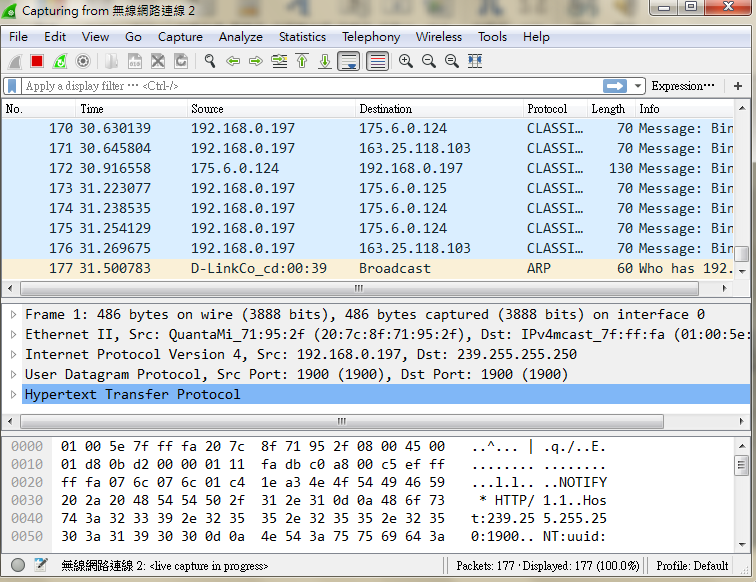 Capturing from 無線網路連線 2
File Edit View Go Capture Analyze Statistics Telephony Wireless Tools Help
Apply a display filter ··· <Ctrl-/> Expression··· +
No. Time Source Destination Protocol Length Info
170 30.630139 192.168.0.197 175.6.0.124 CLASSI… 70 Message: Bin
171 30.645804 192.168.0.197 163.25.118.103 CLASSI… 70 Message: Bin
172 30.916558 175.6.0.124 192.168.0.197 CLASSI… 130 Message: Bin
173 31.223077 192.168.0.197 175.6.0.125 CLASSI… 70 Message: Bin
174 31.238535 192.168.0.197 175.6.0.124 CLASSI… 70 Message: Bin
175 31.254129 192.168.0.197 175.6.0.124 CLASSI… 70 Message: Bin
176 31.269675 192.168.0.197 163.25.118.103 CLASSI… 70 Message: Bin
177 31.500783 D-LinkCo_cd:00:39 Broadcast ARP 60 Who has 192.
Frame 1: 486 bytes on wire (3888 bits), 486 bytes captured (3888 bits) on interface 0
Ethernet II, Src: QuantaMi_71:95:2f (20:7c:8f:71:95:2f), Dst: IPv4mcast_7f:ff:fa (01:00:5e:
Internet Protocol Version 4, Src: 192.168.0.197, Dst: 239.255.255.250
User Datagram Protocol, Src Port: 1900 (1900), Dst Port: 1900 (1900)
Hypertext Transfer Protocol
0000 01 00 5e 7f ff fa 20 7c 8f 71 95 2f 08 00 45 00 ..^... | .q./..E.
0010 01 d8 0b d2 00 00 01 11 fa db c0 a8 00 c5 ef ff ........ ........
0020 ff fa 07 6c 07 6c 01 c4 1e a3 4e 4f 54 49 46 59 ...l.l.. ..NOTIFY
0030 20 2a 20 48 54 54 50 2f 31 2e 31 0d 0a 48 6f 73 * HTTP/ 1.1..Hos
0040 74 3a 32 33 39 2e 32 35 35 2e 32 35 35 2e 32 35 t:239.25 5.255.25
0050 30 3a 31 39 30 30 0d 0a 4e 54 3a 75 75 69 64 3a 0:1900.. NT:uuid:
無線網路連線 2: <live capture in progress> Packets: 177 · Displayed: 177 (100.0%) Profile: Default